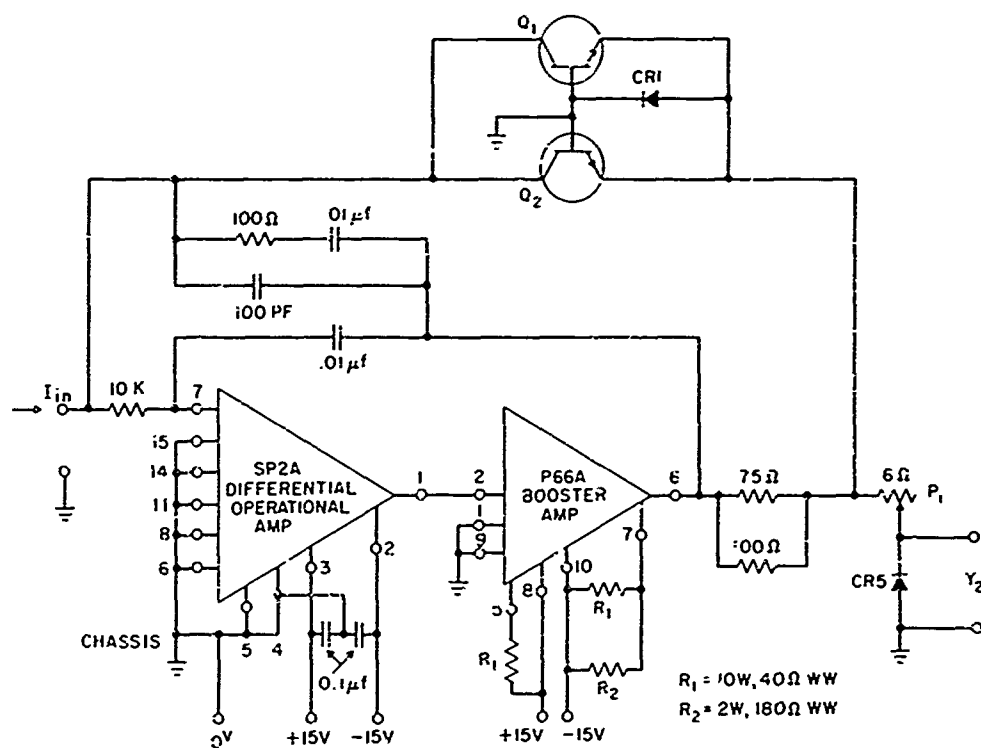 Q1
CR1
Q2
100Ω
.01μf
100 PF
.01μf
Iin
10 K
7
15
14
11
8
6
SP2A
DIFFERENTIAL
OPERATIONAL
AMP
1
2
3
5
4
CHASSIS
0.1μf
0V
+15V
-15V
2
1
9
P66A
BOOSTER
AMP
6
7
10
8
R1
R1
R2
+15V
-15V
75Ω
6Ω
P1
CR5
Y2
R1 = 10W, 40Ω WW
R2 = 2W, 180Ω WW